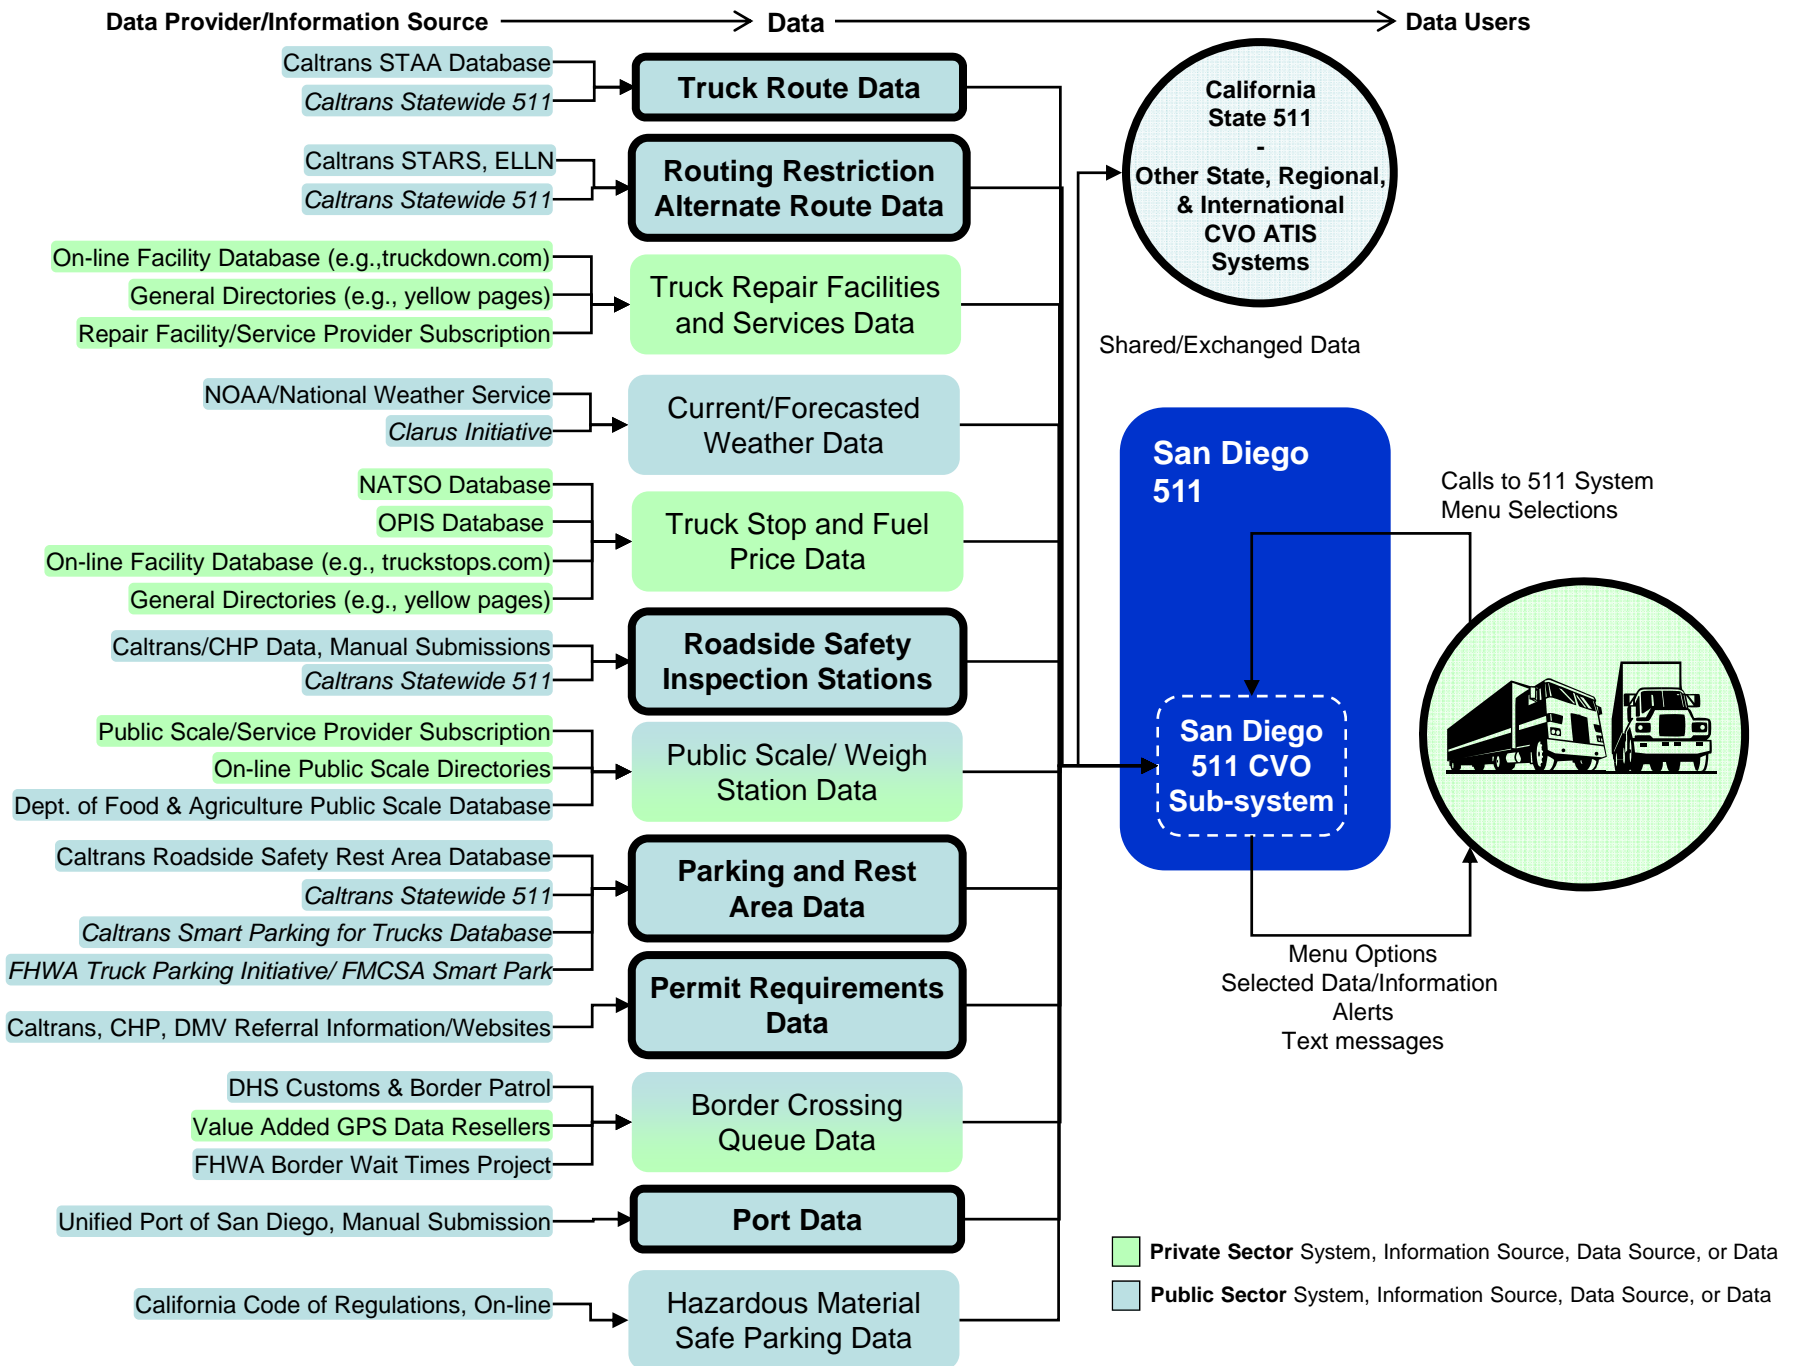 Data Provider/Information Source
Data
Data Users
Caltrans STAA Database
Caltrans Statewide 511
Truck Route Data
Caltrans STARS, ELLN
Caltrans Statewide 511
Routing Restriction
Alternate Route Data
On-line Facility Database (e.g.,truckdown.com)
General Directories (e.g., yellow pages)
Repair Facility/Service Provider Subscription
Truck Repair Facilities
and Services Data
NOAA/National Weather Service
Clarus Initiative
Current/Forecasted
Weather Data
NATSO Database
OPIS Database
On-line Facility Database (e.g., truckstops.com)
General Directories (e.g., yellow pages)
Truck Stop and Fuel
Price Data
Caltrans/CHP Data, Manual Submissions
Caltrans Statewide 511
Roadside Safety
Inspection Stations
Public Scale/Service Provider Subscription
On-line Public Scale Directories
Dept. of Food & Agriculture Public Scale Database
Public Scale/ Weigh
Station Data
Caltrans Roadside Safety Rest Area Database
Caltrans Statewide 511
Caltrans Smart Parking for Trucks Database
FHWA Truck Parking Initiative/ FMCSA Smart Park
Parking and Rest
Area Data
Caltrans, CHP, DMV Referral Information/Websites
Permit Requirements
Data
DHS Customs & Border Patrol
Value Added GPS Data Resellers
FHWA Border Wait Times Project
Border Crossing
Queue Data
Unified Port of San Diego, Manual Submission
Port Data
California Code of Regulations, On-line
Hazardous Material
Safe Parking Data
California
State 511
-
Other State, Regional,
& International
CVO ATIS
Systems
Shared/Exchanged Data
San Diego
511
San Diego
511 CVO
Sub-system
Calls to 511 System
Menu Selections
Menu Options
Selected Data/Information
Alerts
Text messages
Private Sector System, Information Source, Data Source, or Data
Public Sector System, Information Source, Data Source, or Data